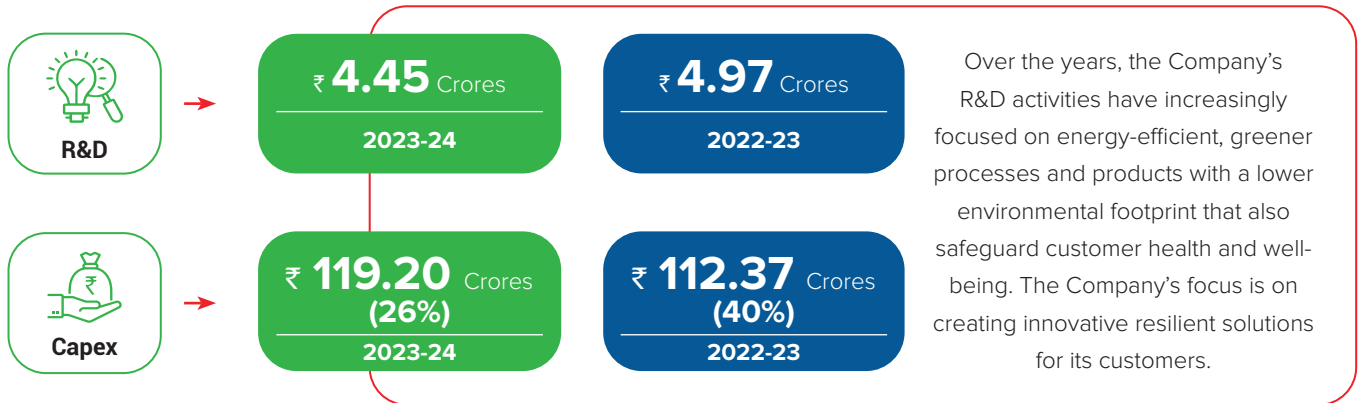 R&D
₹ 4.45 Crores
2023-24
₹ 4.97 Crores
2022-23
Capex
₹
₹ 119.20 Crores
(26%)
2023-24
₹ 112.37 Crores
(40%)
2022-23
Over the years, the Company’s
R&D activities have increasingly
focused on energy-efficient, greener
processes and products with a lower
environmental footprint that also
safeguard customer health and well-
being. The Company’s focus is on
creating innovative resilient solutions
for its customers.